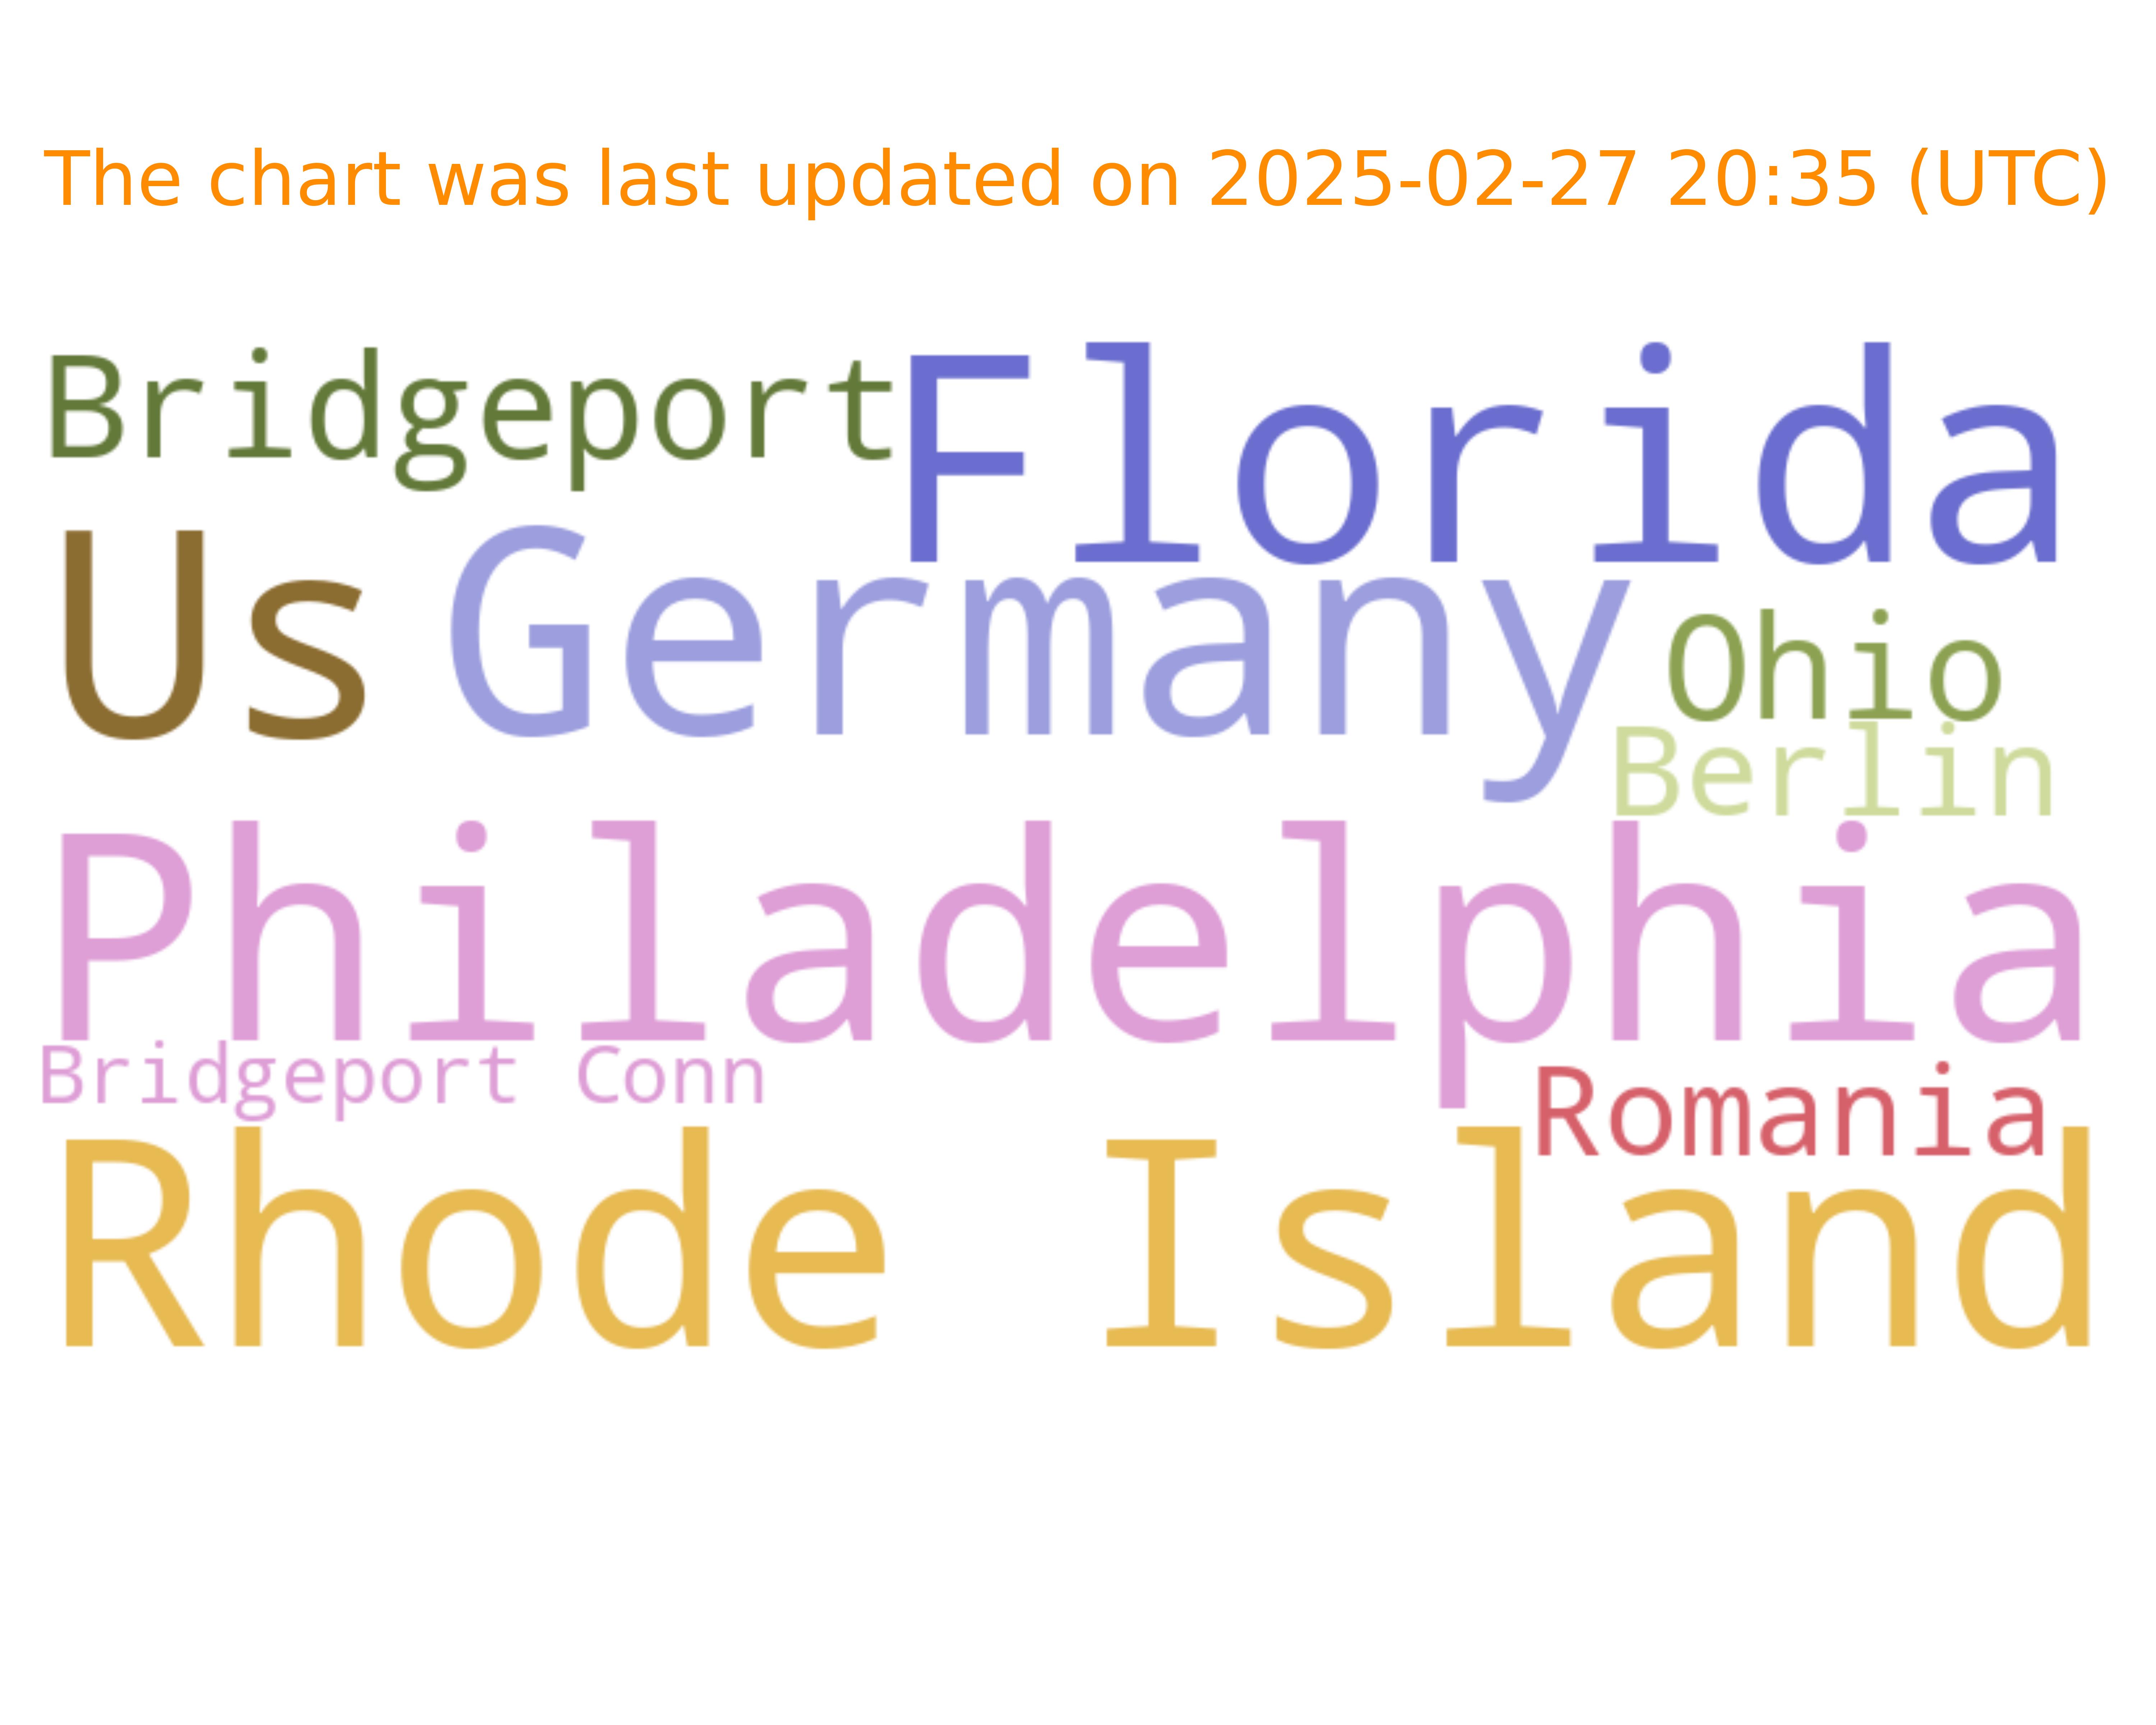 The chart was last updated on 2025-02-27 20:35 (UTC)
Bridgeport
Florida
Us
Germany
Ohio
Berlin
Philadelphia
Bridgeport Conn
Romania
Rhode Island